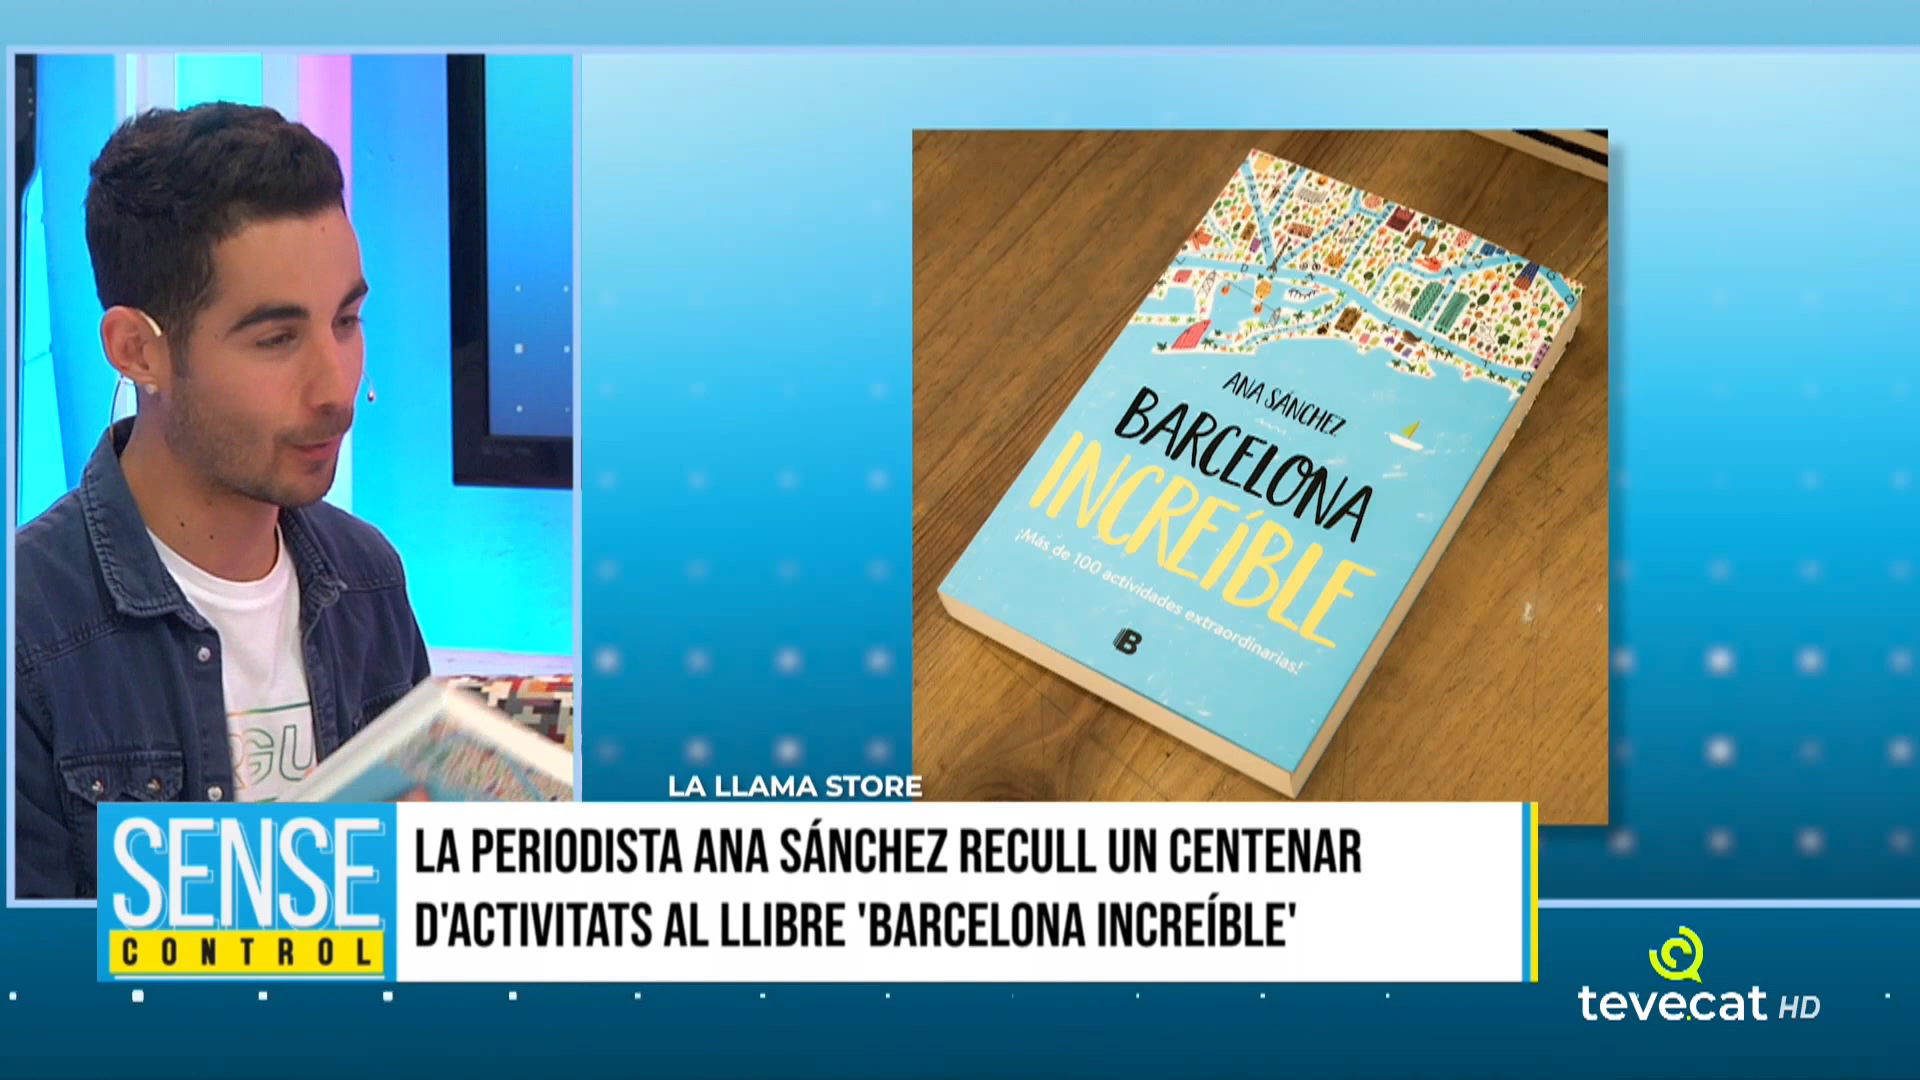 ANA SÁNCHEZ
BARCELONA
INCREÍBLE
¡Más de 100 actividades extraordinarias!
B
LA LLAMA STORE
SENSE
CONTROL
LA PERIODISTA ANA SÁNCHEZ RECULL UN CENTENAR
D'ACTIVITATS AL LLIBRE 'BARCELONA INCREÍBLE'
tevecat HD